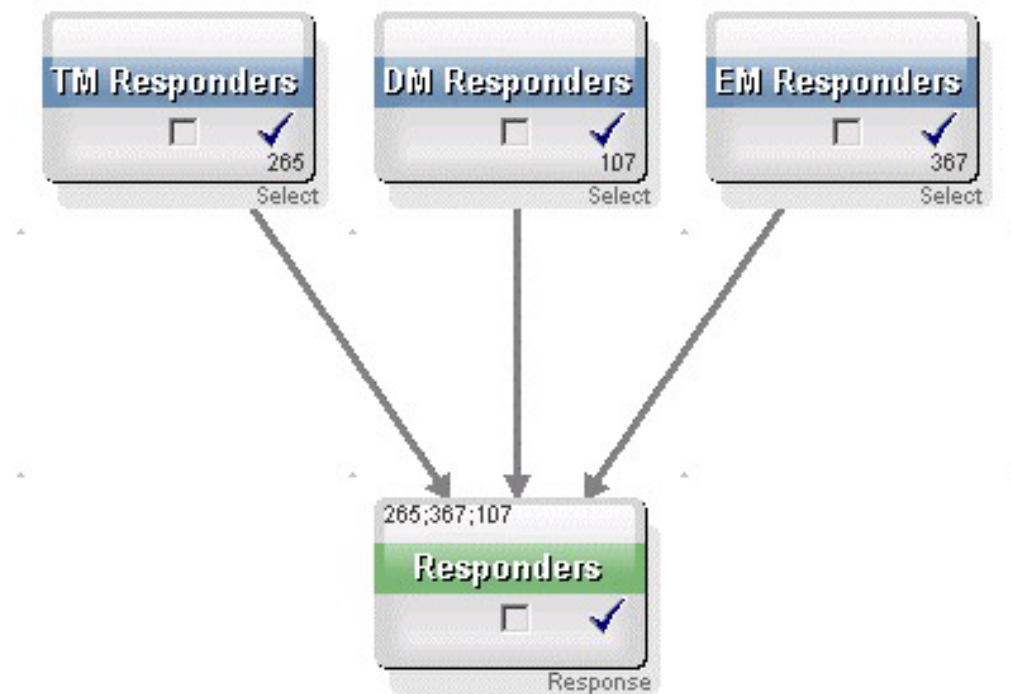 TM Responders
265
Select
DM Responders
107
Select
EM Responders
367
Select
265;367;107
Responders
Response